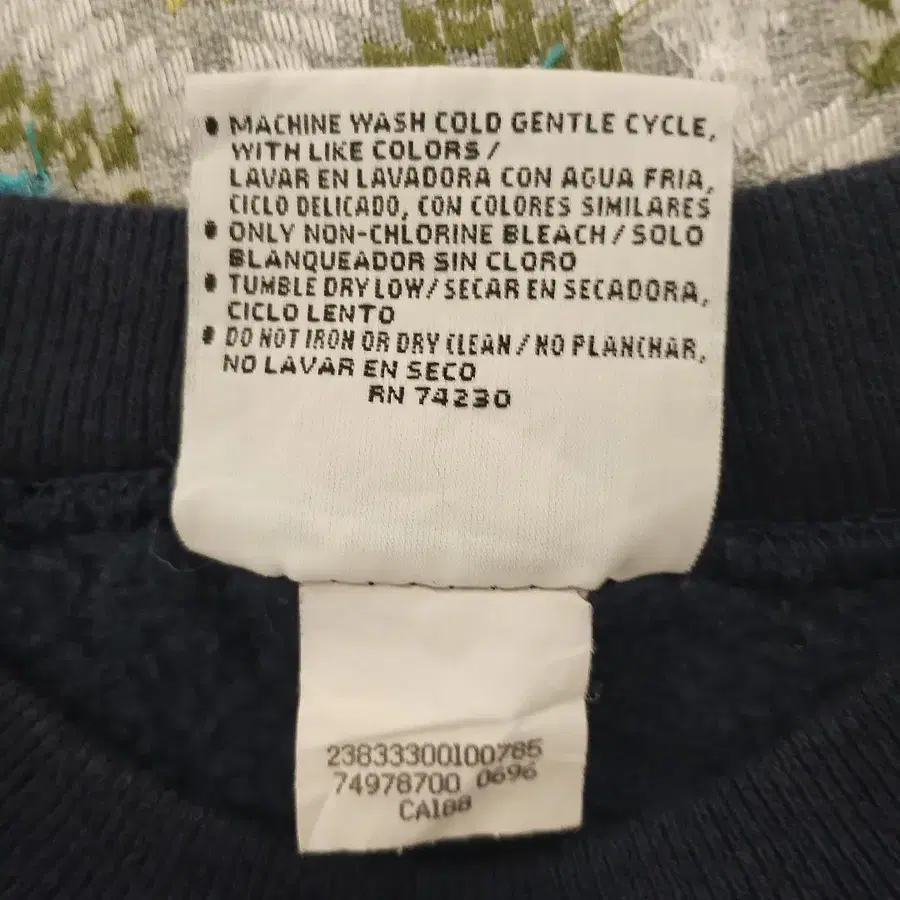 • MACHINE WASH COLD GENTLE CYCLE,
WITH LIKE COLORS /
LAVAR EN LAVADORA CON AGUA FRIA,
CICLO DELICADO, CON COLORES SIMILARES
• ONLY NON-CHLORINE BLEACH / SOLO
BLANQUEADOR SIN CLORO
• TUMBLE DRY LOW / SECAR EN SECADORA,
CICLO LENTO
• DO NOT IRON OR DRY CLEAN / NO PLANCHAR,
NO LAVAR EN SECO
RN 74230
23833300100785
74978700 0696
CA188